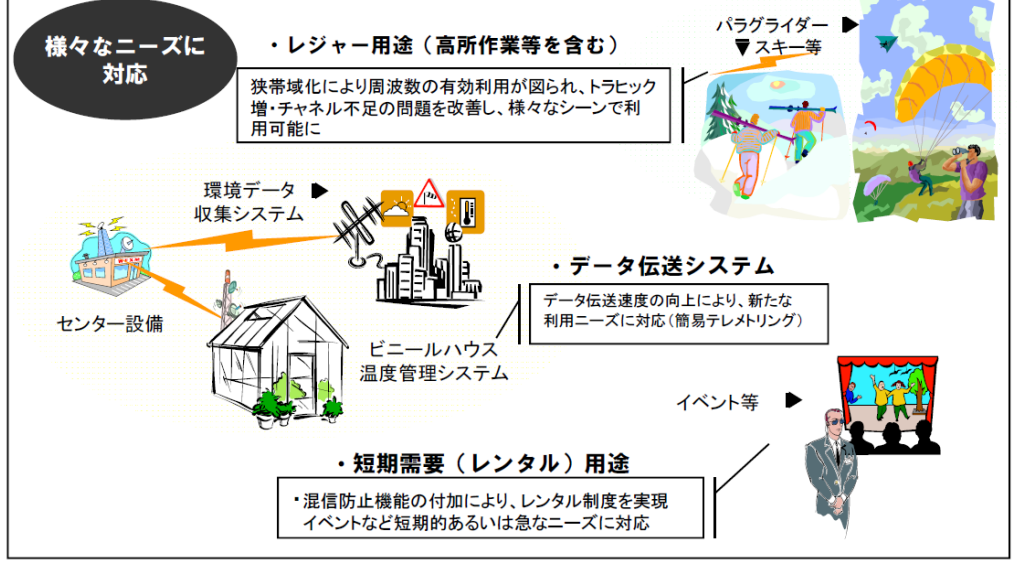 様々なニーズに
対応
・レジャー用途（高所作業等を含む）
パラグライダー
スキー等
狭帯域化により周波数の有効利用が図られ、トラヒック
増・チャネル不足の問題を改善し、様々なシーンで利
用可能に
環境データ
収集システム
センター設備
・データ伝送システム
データ伝送速度の向上により、新たな
利用ニーズに対応（簡易テレメトリング）
ビニールハウス
温度管理システム
イベント等
・短期需要（レンタル）用途
・混信防止機能の付加により、レンタル制度を実現
イベントなど短期的あるいは急なニーズに対応